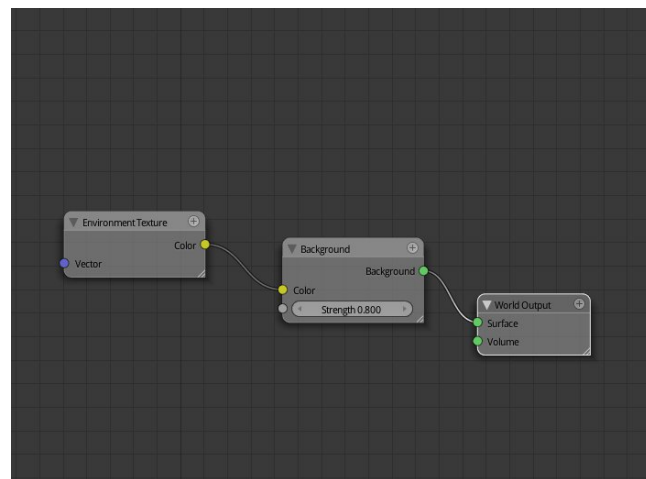 Environment Texture
Color
Vector
Background
Background
Color
Strength 0.800
World Output
Surface
Volume